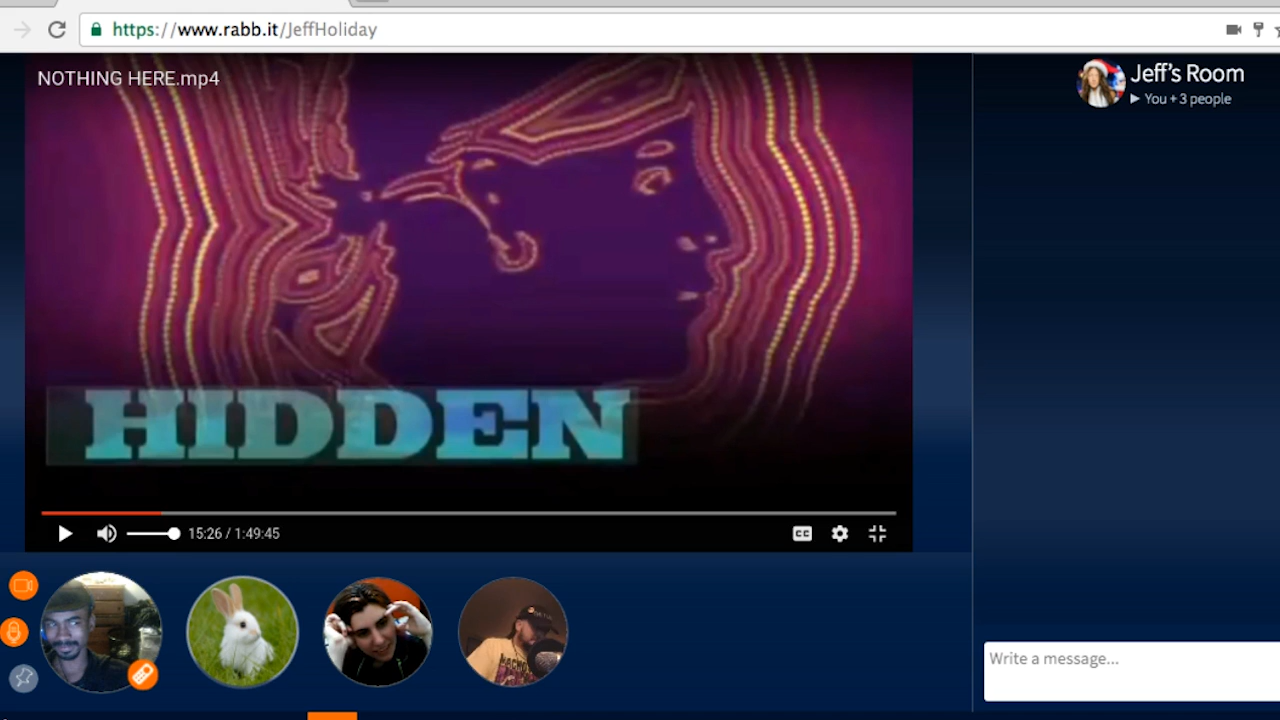 https://www.rabb.it/JeffHoliday
NOTHING HERE.mp4
Jeff's Room
You + 3 people
HIDDEN
15:26 / 1:49:45
CC
Write a message...